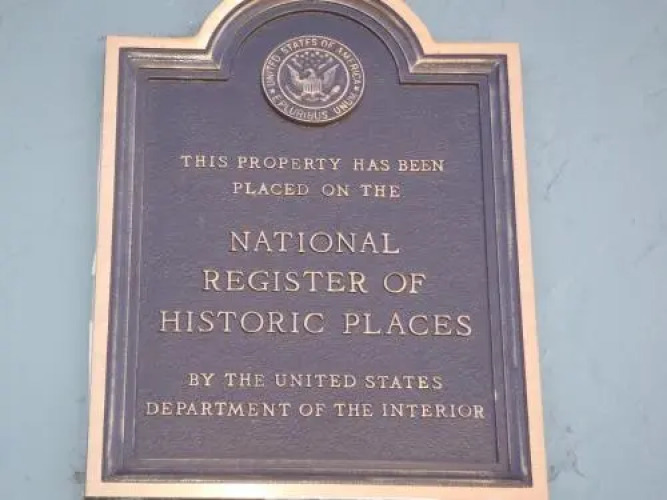 UNITED STATES OF AMERICA
E PLURIBUS UNUM
THIS PROPERTY HAS BEEN
PLACED ON THE
NATIONAL
REGISTER OF
HISTORIC PLACES
BY THE UNITED STATES
DEPARTMENT OF THE INTERIOR